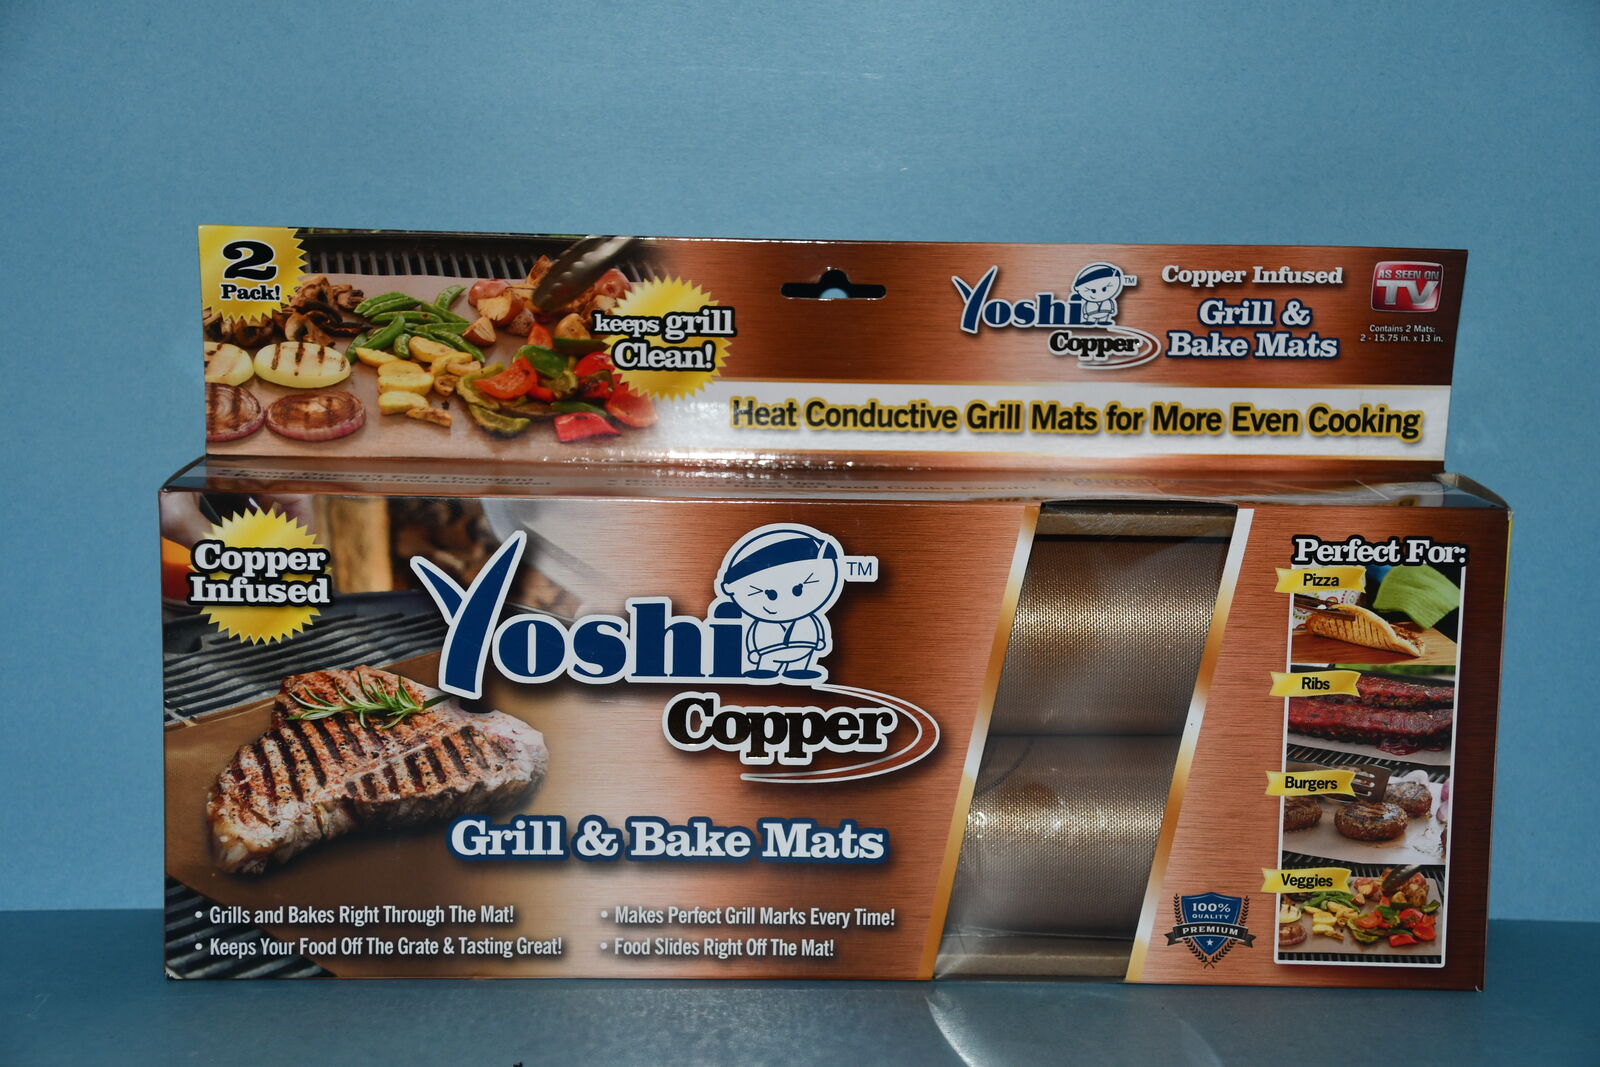 2
Pack!
keeps grill
Clean!
Yoshi™
Copper
Copper Infused
Grill &
Bake Mats
AS SEEN ON
TV
Contains 2 Mats:
2 - 15.75 in. x 13 in.
Heat Conductive Grill Mats for More Even Cooking
Copper
Infused
Yoshi™
Copper
Grill & Bake Mats
• Grills and Bakes Right Through The Mat!
• Keeps Your Food Off The Grate & Tasting Great!
• Makes Perfect Grill Marks Every Time!
• Food Slides Right Off The Mat!
Perfect For:
Pizza
Ribs
Burgers
Veggies
100%
QUALITY
PREMIUM